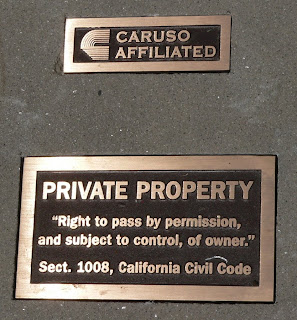 CARUSO
AFFILIATED
PRIVATE PROPERTY
“Right to pass by permission,
and subject to control, of owner.”
Sect. 1008, California Civil Code